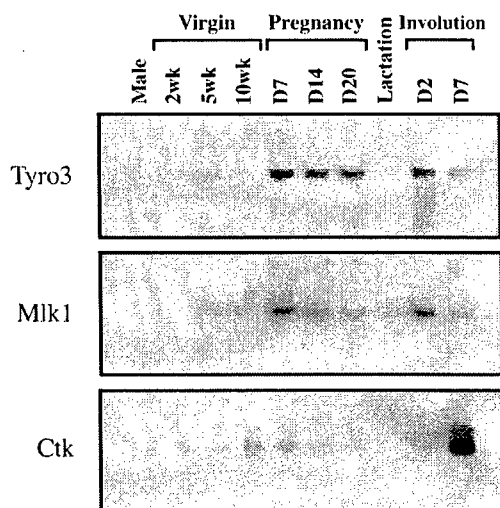 Virgin Pregnancy Involution
Male 2wk 5wk 10wk D7 D14 D20 Lactation D2 D7
Tyro3
Mlk1
Ctk